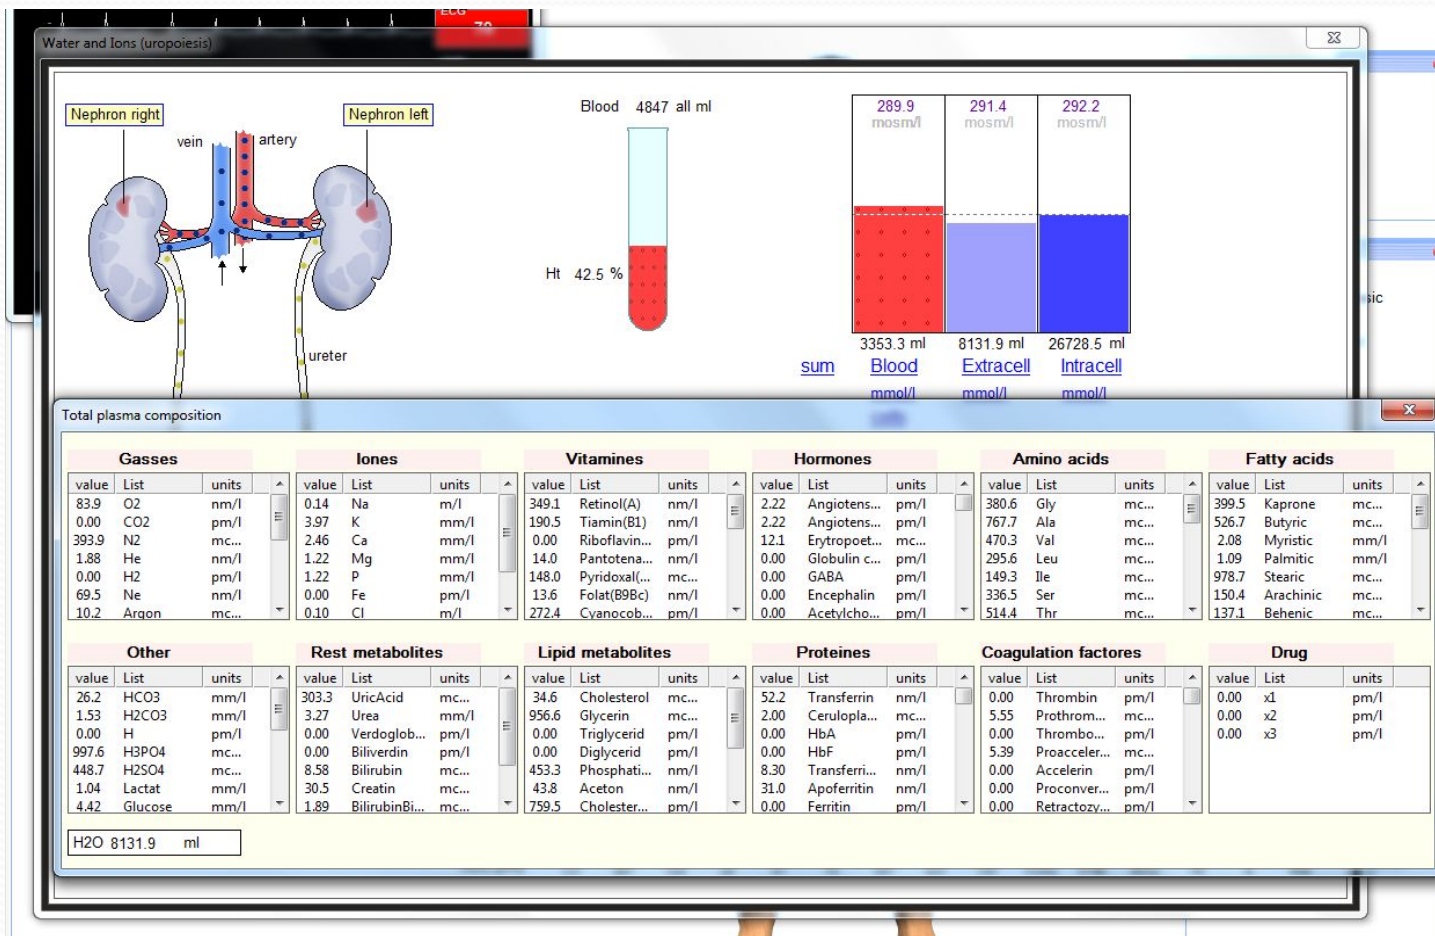 ECG
Water and Ions (uropoiesis)
Nephron right
Nephron left
vein
artery
ureter
Blood 4847 all ml
Ht 42.5 %
289.9 291.4 292.2
mosm/l mosm/l mosm/l
3353.3 ml 8131.9 ml 26728.5 ml
sum Blood Extracell Intracell
mmol/l mmol/l mmol/l
sic
Total plasma composition
Gasses
value List units
83.9 O2 nm/l
0.00 CO2 pm/l
393.9 N2 mc...
1.88 He nm/l
0.00 H2 pm/l
69.5 Ne nm/l
10.2 Argon mc...
Iones
value List units
0.14 Na m/l
3.97 K mm/l
2.46 Ca mm/l
1.22 Mg mm/l
1.22 P mm/l
0.00 Fe pm/l
0.10 Cl m/l
Vitamines
value List units
349.1 Retinol(A) nm/l
190.5 Tiamin(B1) nm/l
0.00 Riboflavin... pm/l
14.0 Pantotena... nm/l
148.0 Pyridoxal(... mc...
13.6 Folat(B9Bc) nm/l
272.4 Cyanocob... pm/l
Hormones
value List units
2.22 Angiotens... pm/l
2.22 Angiotens... pm/l
12.1 Erytropoet... mc...
0.00 Globulin c... pm/l
0.00 GABA pm/l
0.00 Encephalin pm/l
0.00 Acetylcho... pm/l
Amino acids
value List units
380.6 Gly mc...
767.7 Ala mc...
470.3 Val mc...
295.6 Leu mc...
149.3 Ile mc...
336.5 Ser mc...
514.4 Thr mc...
Fatty acids
value List units
399.5 Kaprone mc...
526.7 Butyric mc...
2.08 Myristic mm/l
1.09 Palmitic mm/l
978.7 Stearic mc...
150.4 Arachinic mc...
137.1 Behenic mc...
Other
value List units
26.2 HCO3 mm/l
1.53 H2CO3 mm/l
0.00 H pm/l
997.6 H3PO4 mc...
448.7 H2SO4 mc...
1.04 Lactat mm/l
4.42 Glucose mm/l
Rest metabolites
value List units
303.3 UricAcid mc...
3.27 Urea mm/l
0.00 Verdoglob... pm/l
0.00 Biliverdin pm/l
8.58 Bilirubin mc...
30.5 Creatin mc...
1.89 BilirubinBi... mc...
Lipid metabolites
value List units
34.6 Cholesterol mc...
956.6 Glycerin mc...
0.00 Triglycerid pm/l
0.00 Diglycerid pm/l
453.3 Phosphati... nm/l
43.8 Aceton nm/l
759.5 Cholester... pm/l
Proteines
value List units
52.2 Transferrin nm/l
2.00 Cerulopla... mc...
0.00 HbA pm/l
0.00 HbF pm/l
8.30 Transferri... nm/l
31.0 Apoferritin nm/l
0.00 Ferritin pm/l
Coagulation factores
value List units
0.00 Thrombin pm/l
5.55 Prothrom... mc...
0.00 Thrombo... pm/l
5.39 Proacceler... mc...
0.00 Accelerin pm/l
0.00 Proconver... pm/l
0.00 Retractozy... pm/l
Drug
value List units
0.00 x1 pm/l
0.00 x2 pm/l
0.00 x3 pm/l
H2O 8131.9 ml